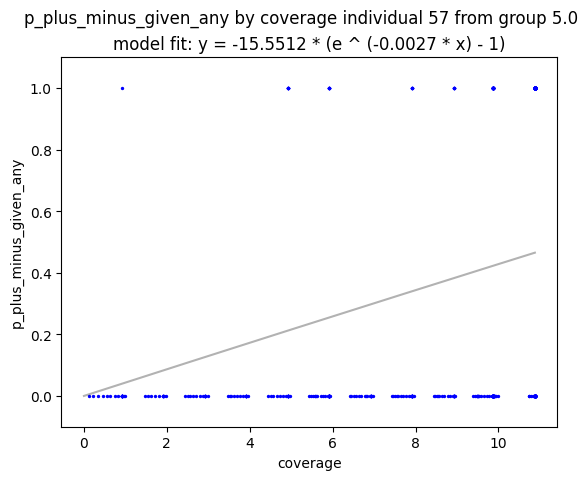 p_plus_minus_given_any by coverage individual 57 from group 5.0
model fit: y = -15.5512 * (e ^ (-0.0027 * x) - 1)
1.0
0.8
0.6
0.4
0.2
0.0
p_plus_minus_given_any
0 2 4 6 8 10
coverage